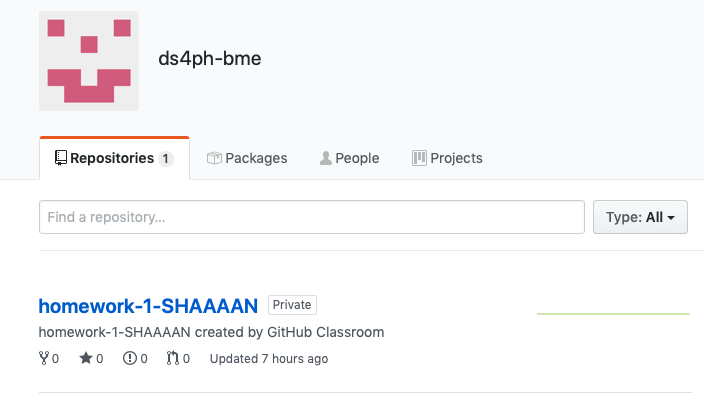 ds4ph-bme
Repositories 1 Packages People Projects
Find a repository... Type: All
homework-1-SHAAAAN Private
homework-1-SHAAAAN created by GitHub Classroom
0 0 0 0 Updated 7 hours ago